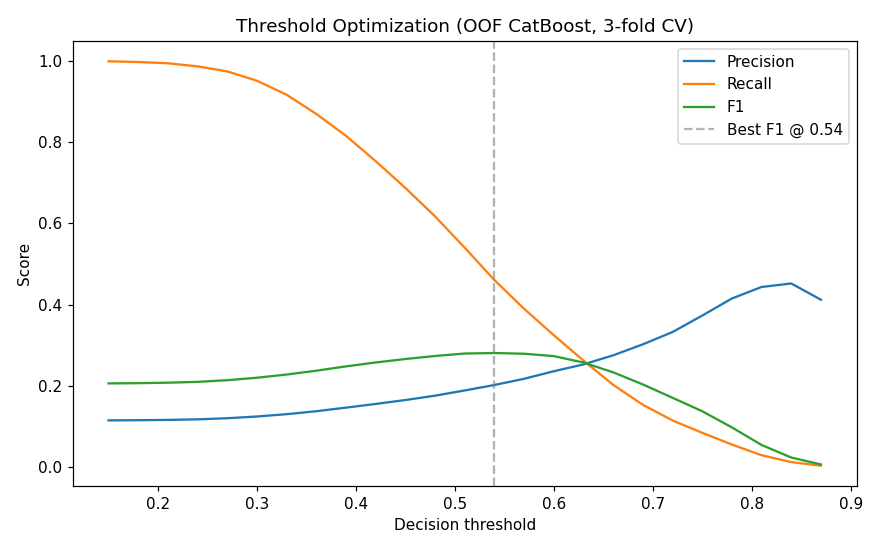 Threshold Optimization (OOF CatBoost, 3-fold CV)
Precision
Recall
F1
Best F1 @ 0.54
Score
1.0
0.8
0.6
0.4
0.2
0.0
0.2 0.3 0.4 0.5 0.6 0.7 0.8 0.9
Decision threshold